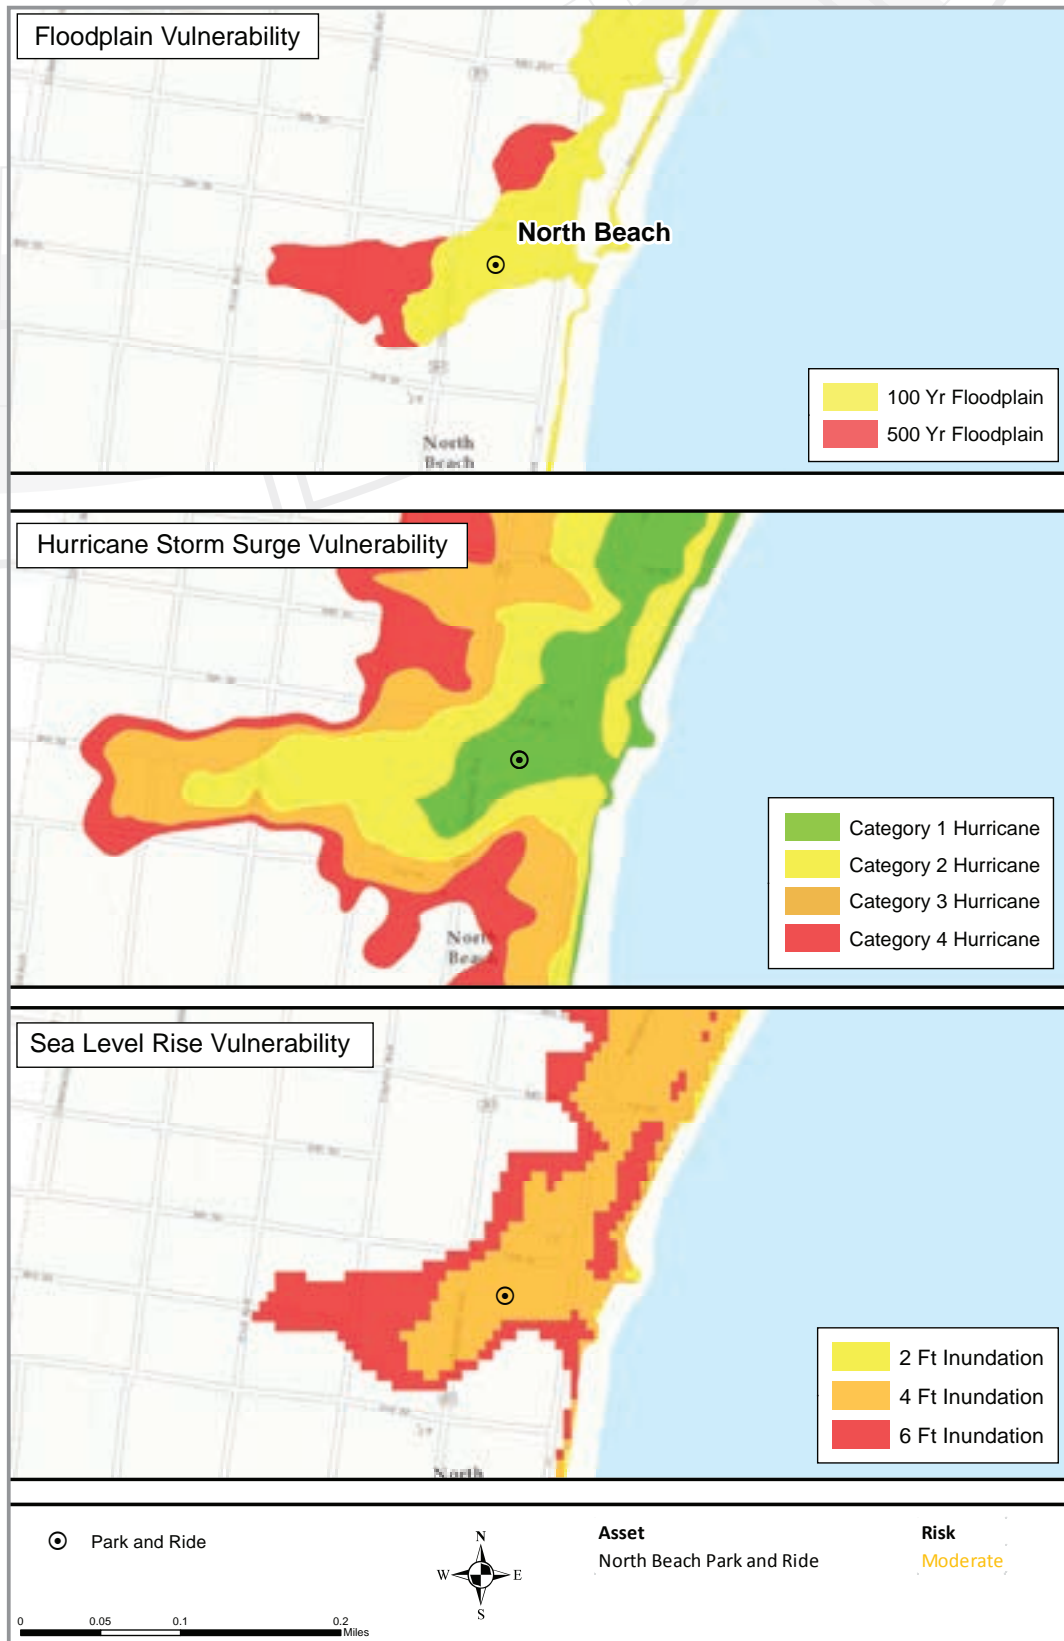 Floodplain Vulnerability
North Beach
100 Yr Floodplain
500 Yr Floodplain
North
Beach
Hurricane Storm Surge Vulnerability
Category 1 Hurricane
Category 2 Hurricane
Category 3 Hurricane
Category 4 Hurricane
North
Beach
Sea Level Rise Vulnerability
2 Ft Inundation
4 Ft Inundation
6 Ft Inundation
North
Park and Ride
N
W E
S
Asset Risk
North Beach Park and Ride Moderate
0 0.05 0.1 0.2
Miles